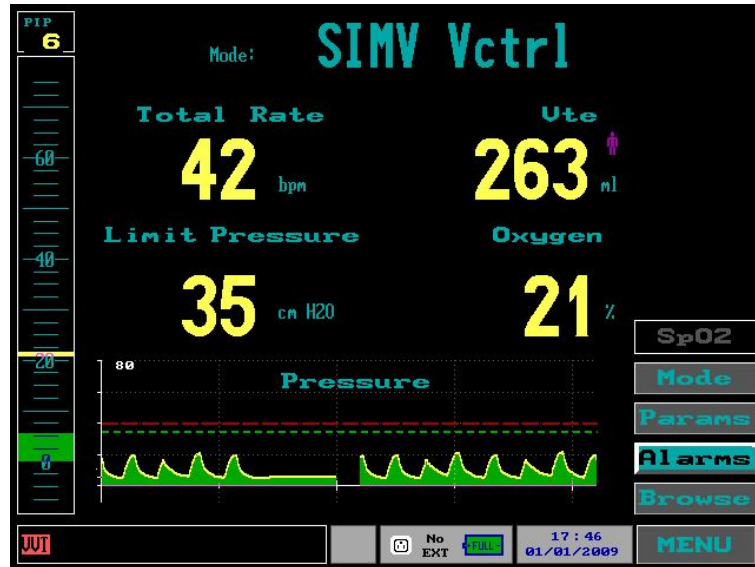 PIP
6
Mode:
SIMV Vctrl
Total Rate
42 bpm
Vte
263 ml
Limit Pressure
35 cm H2O
Oxygen
21 %
60
40
20
0
80
Pressure
SpO2
Mode
Params
Alarms
Browse
MENU
No
EXT
FULL
17:46
01/01/2009